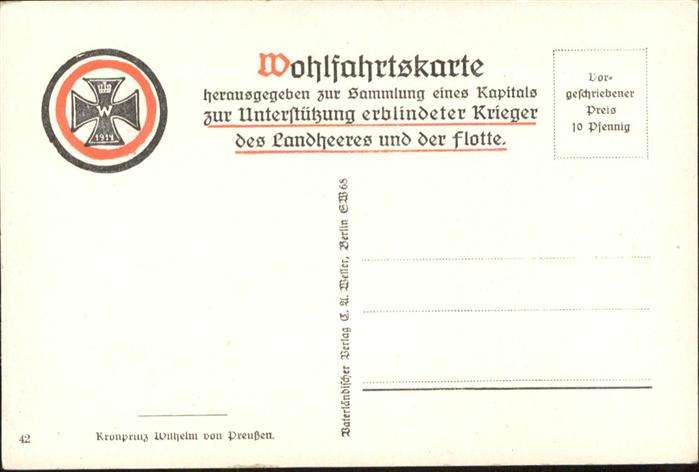 W
1914
Wohlfahrtskarte
herausgegeben zur Sammlung eines Kapitals
zur Unterstützung erblindeter Krieger
des Landheeres und der Flotte.
Vor-
geschriebener
Preis
10 Pfennig
Vaterländischer Verlag C. A. Weller, Berlin SW 68
42
Kronprinz Wilhelm von Preußen.